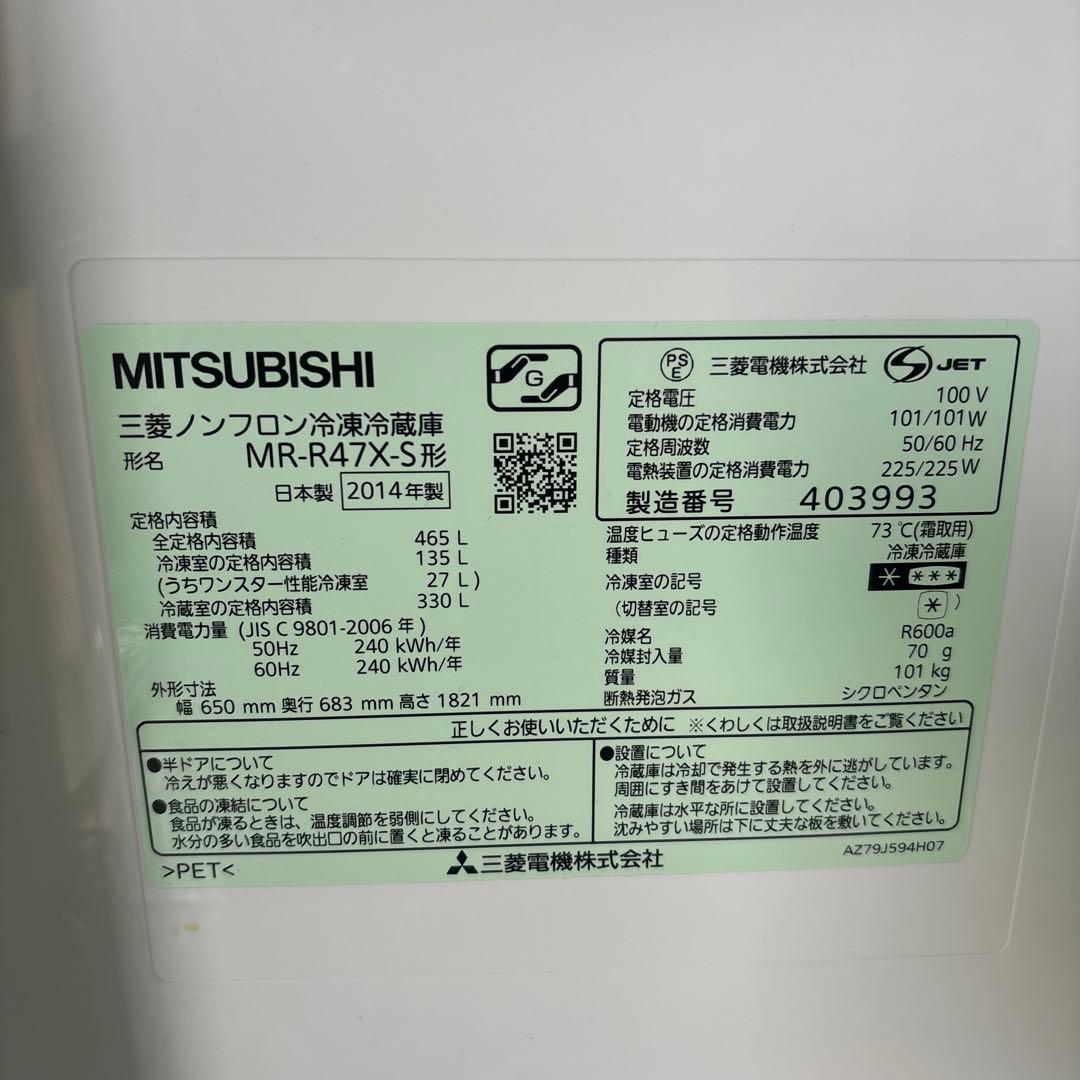 MITSUBISHI
G
三菱ノンフロン冷凍冷蔵庫
形名 MR-R47X-S形
日本製 2014年製
PS E 三菱電機株式会社 S JET
定格電圧 100 V
電動機の定格消費電力 101/101W
定格周波数 50/60 Hz
電熱装置の定格消費電力 225/225W
製造番号 403993
定格内容積
全定格内容積 465 L
冷凍室の定格内容積 135 L
(うちワンスター性能冷凍室 27 L)
冷蔵室の定格内容積 330 L
消費電力量 (JIS C 9801-2006 年)
50Hz 240 kWh/年
60Hz 240 kWh/年
外形寸法
幅 650 mm 奥行 683 mm 高さ 1821 mm
温度ヒューズの定格動作温度 73 ℃(霜取用)
種類 冷凍冷蔵庫
冷凍室の記号 * ***
(切替室の記号 * )
冷媒名 R600a
冷媒封入量 70 g
質量 101 kg
断熱発泡ガス シクロペンタン
正しくお使いいただくために ※くわしくは取扱説明書をご覧ください
●半ドアについて
冷えが悪くなりますのでドアは確実に閉めてください。
●食品の凍結について
食品が凍るときは、温度調節を弱側にしてください。
水分の多い食品を吹出口の前に置くと凍ることがあります。
●設置について
冷蔵庫は冷却で発生する熱を外に逃がしています。
周囲にすき間をあけて設置してください。
冷蔵庫は水平な所に設置してください。
沈みやすい場所は下に丈夫な板を敷いてください。
>PET<
三菱電機株式会社
AZ79J594H07